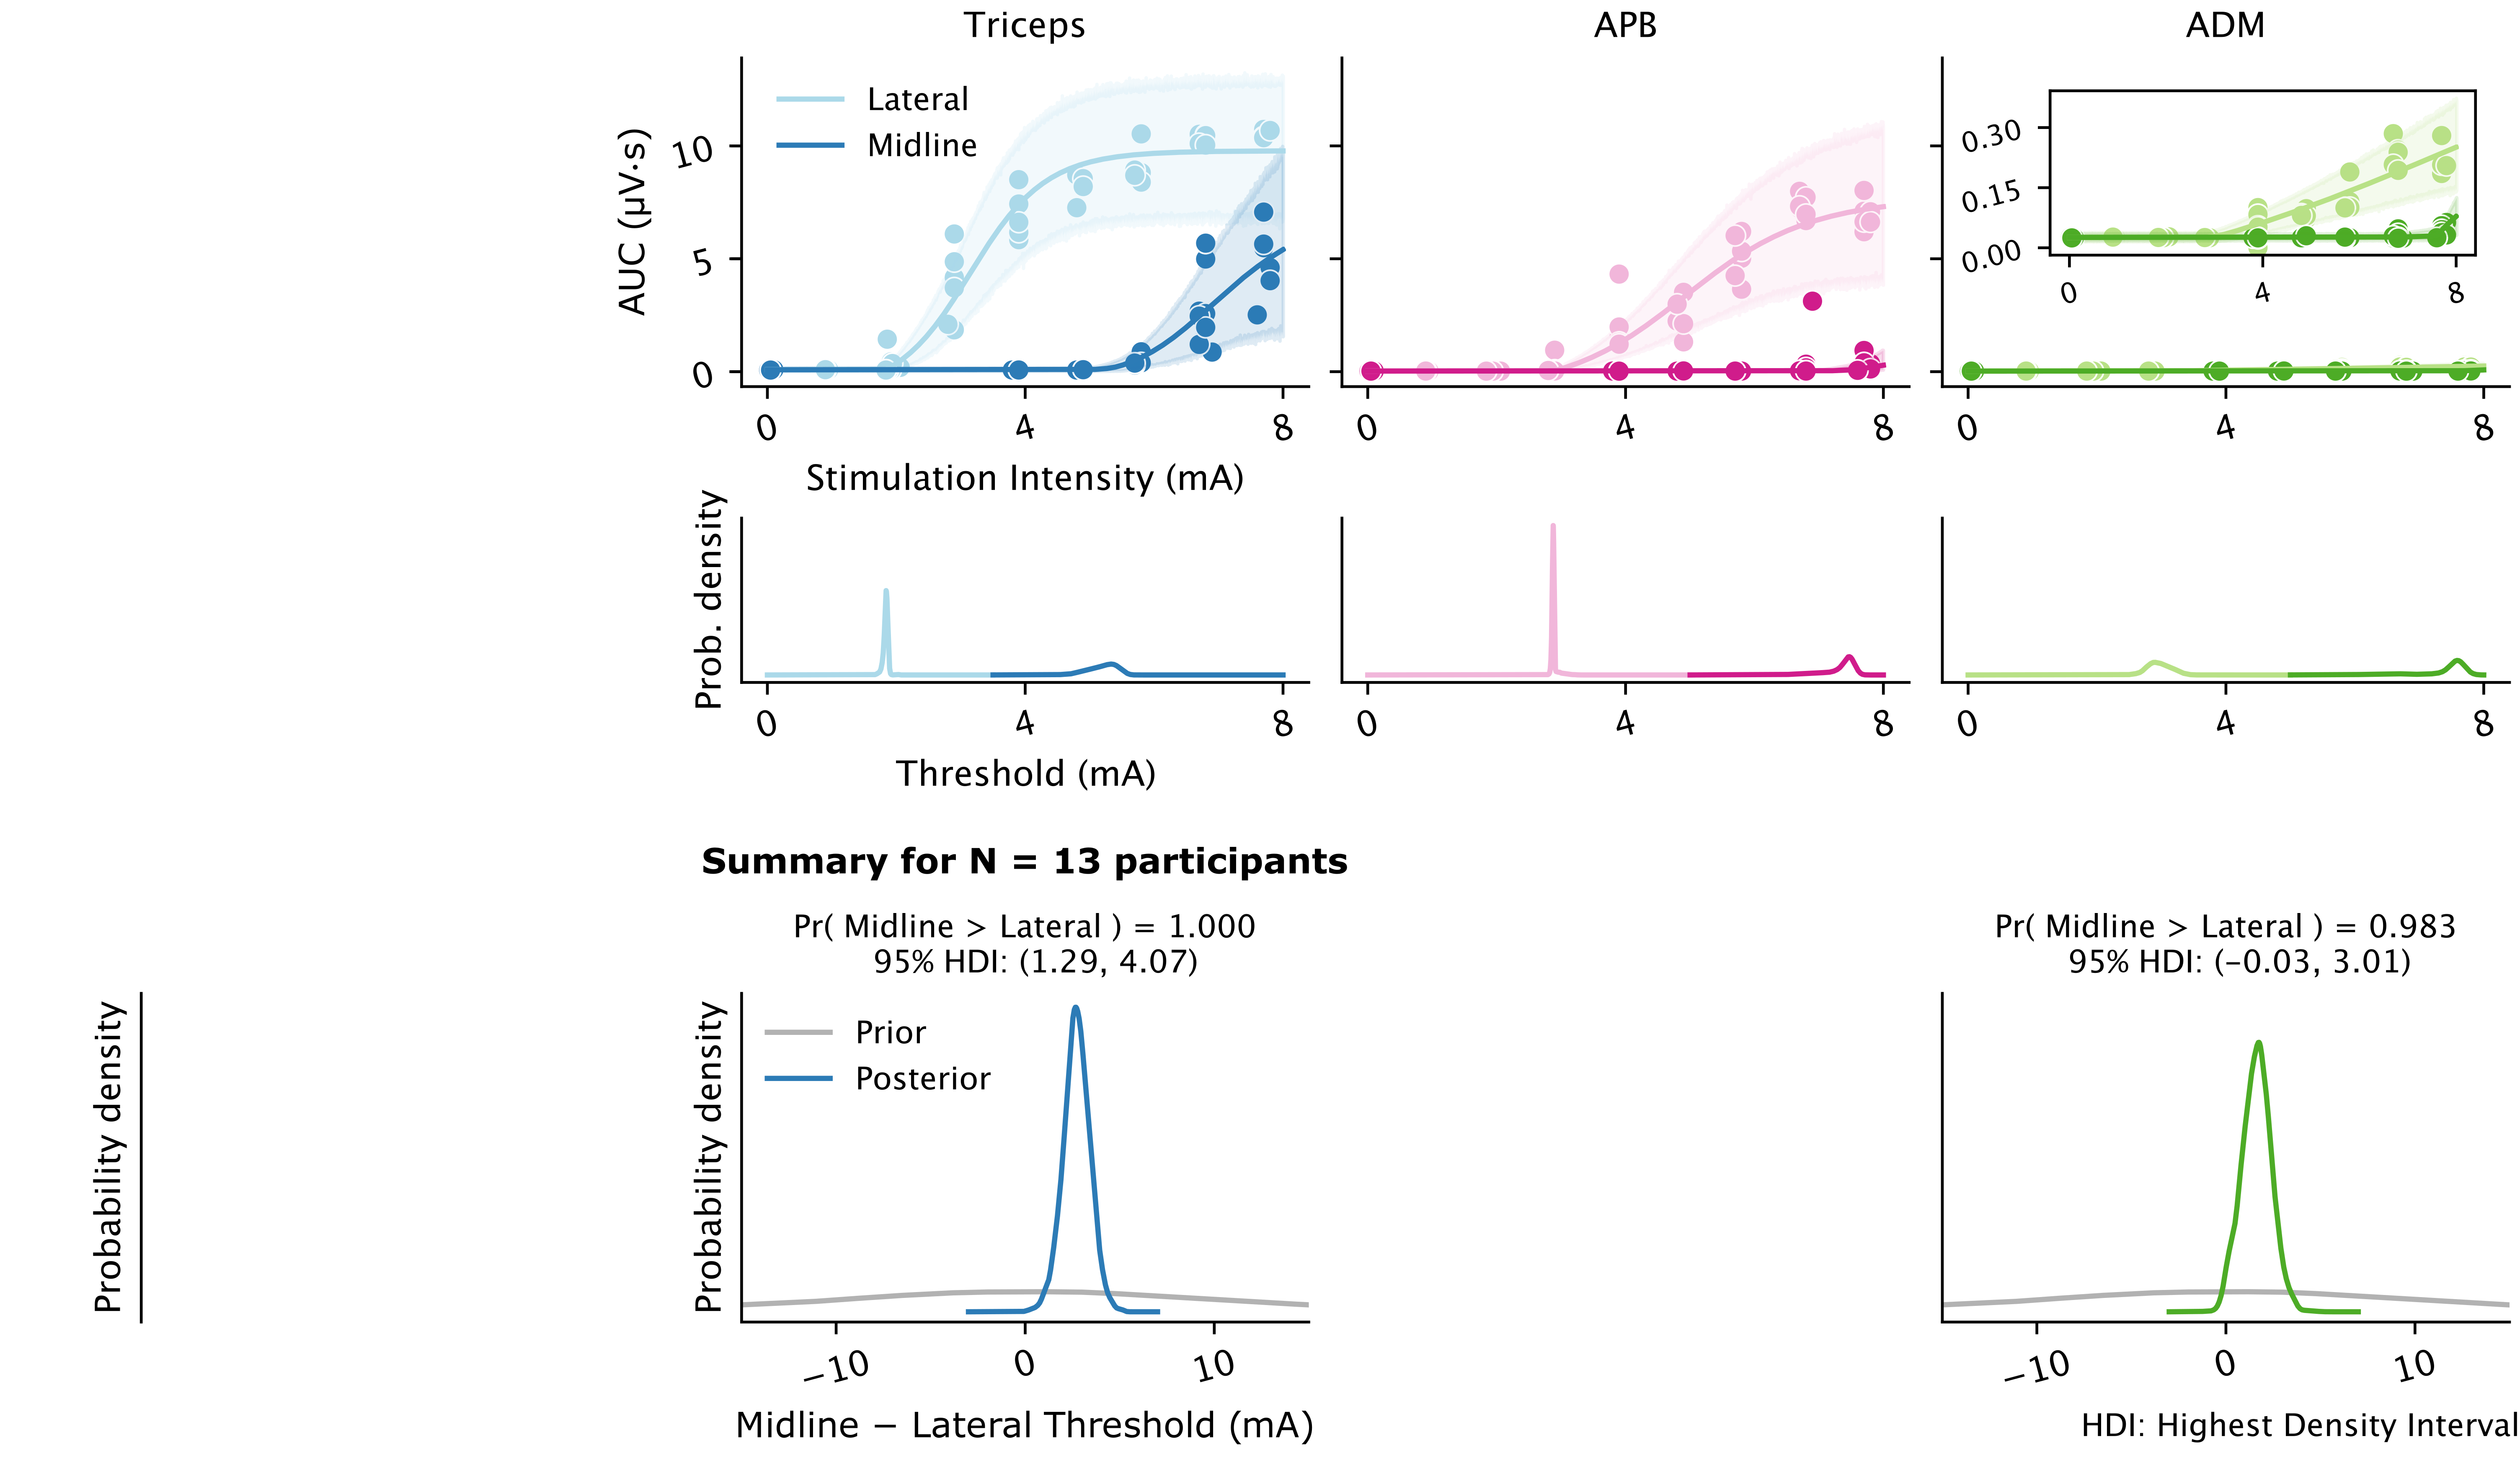 Triceps
APB
ADM
Lateral
Midline
AUC (µV·s)
10
5
0
0.30
0.15
0.00
0
4
8
0
4
8
0
4
8
0
4
8
Stimulation Intensity (mA)
Prob. density
0
4
8
0
4
8
0
4
8
Threshold (mA)
Summary for N = 13 participants
Pr( Midline > Lateral ) = 1.000
95% HDI: (1.29, 4.07)
Pr( Midline > Lateral ) = 0.983
95% HDI: (−0.03, 3.01)
Probability density
Probability density
Prior
Posterior
−10
0
10
−10
0
10
Midline − Lateral Threshold (mA)
HDI: Highest Density Interval